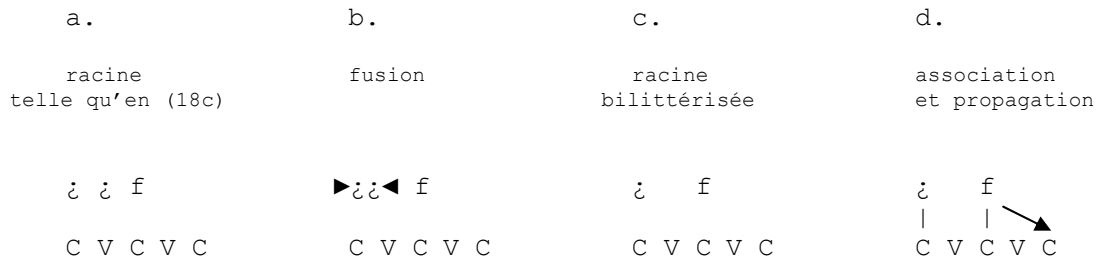 a. b. c. d.
racine fusion racine association
telle qu’en (18c) bilittérisée et propagation
¿ ¿ f ►¿¿◄ f ¿ f ¿ f
| |
C V C V C C V C V C C V C V C C V C V C